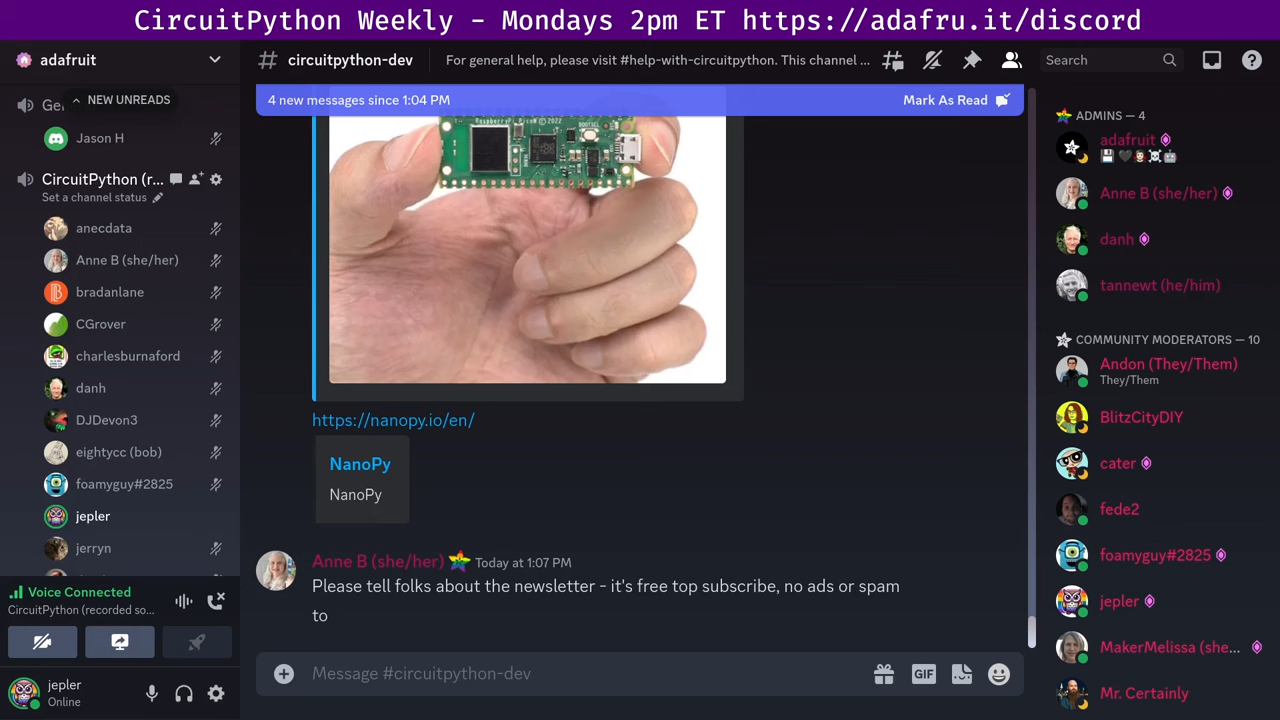 CircuitPython Weekly - Mondays 2pm ET https://adafru.it/discord
adafruit
circuitpython-dev
For general help, please visit #help-with-circuitpython. This channel ...
Search
NEW UNREADS
Jason H
CircuitPython (r...
Set a channel status
anecdata
Anne B (she/her)
bradanlane
CGrover
charlesburnaford
danh
DJDevon3
eightycc (bob)
foamyguy#2825
jepler
jerryn
Voice Connected
CircuitPython (recorded so...
jepler
Online
4 new messages since 1:04 PM
Mark As Read
RaspberryPi PicoW ©2022
BOOTSEL
https://nanopy.io/en/
NanoPy
NanoPy
Anne B (she/her) Today at 1:07 PM
Please tell folks about the newsletter - it's free top subscribe, no ads or spam
to
Message #circuitpython-dev
GIF
ADMINS — 4
adafruit
Anne B (she/her)
danh
tannewt (he/him)
COMMUNITY MODERATORS — 10
Andon (They/Them)
They/Them
BlitzCityDIY
cater
fede2
foamyguy#2825
jepler
MakerMelissa (she...
Mr. Certainly